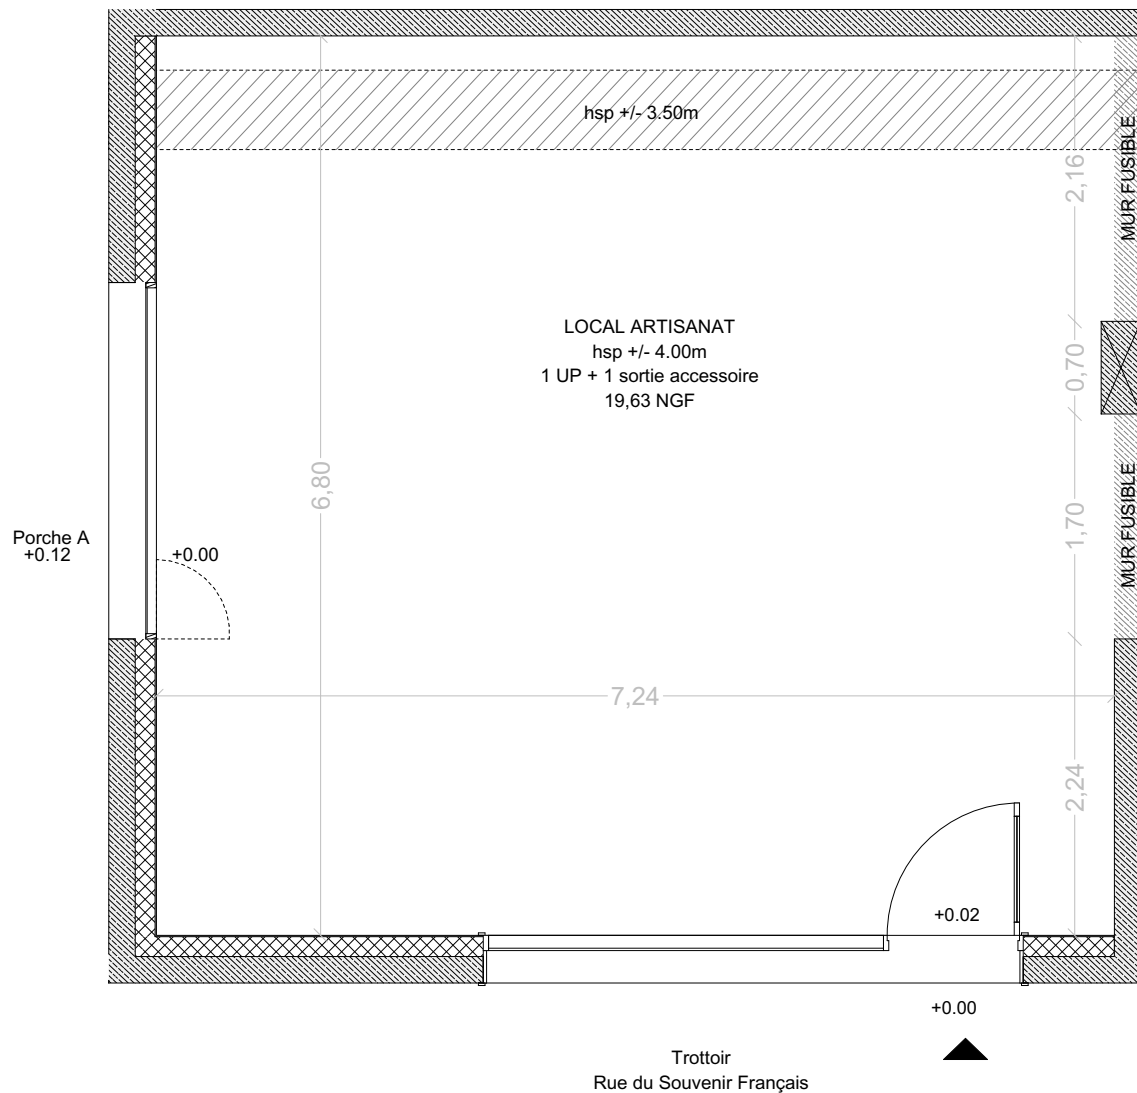 hsp +/- 3.50m
MUR FUSIBLE
2,16
LOCAL ARTISANAT
hsp +/- 4.00m
1 UP + 1 sortie accessoire
19,63 NGF
0,70
6,80
MUR FUSIBLE
1,70
Porche A
+0.12
+0.00
7,24
2,24
+0.02
+0.00
Trottoir
Rue du Souvenir Français